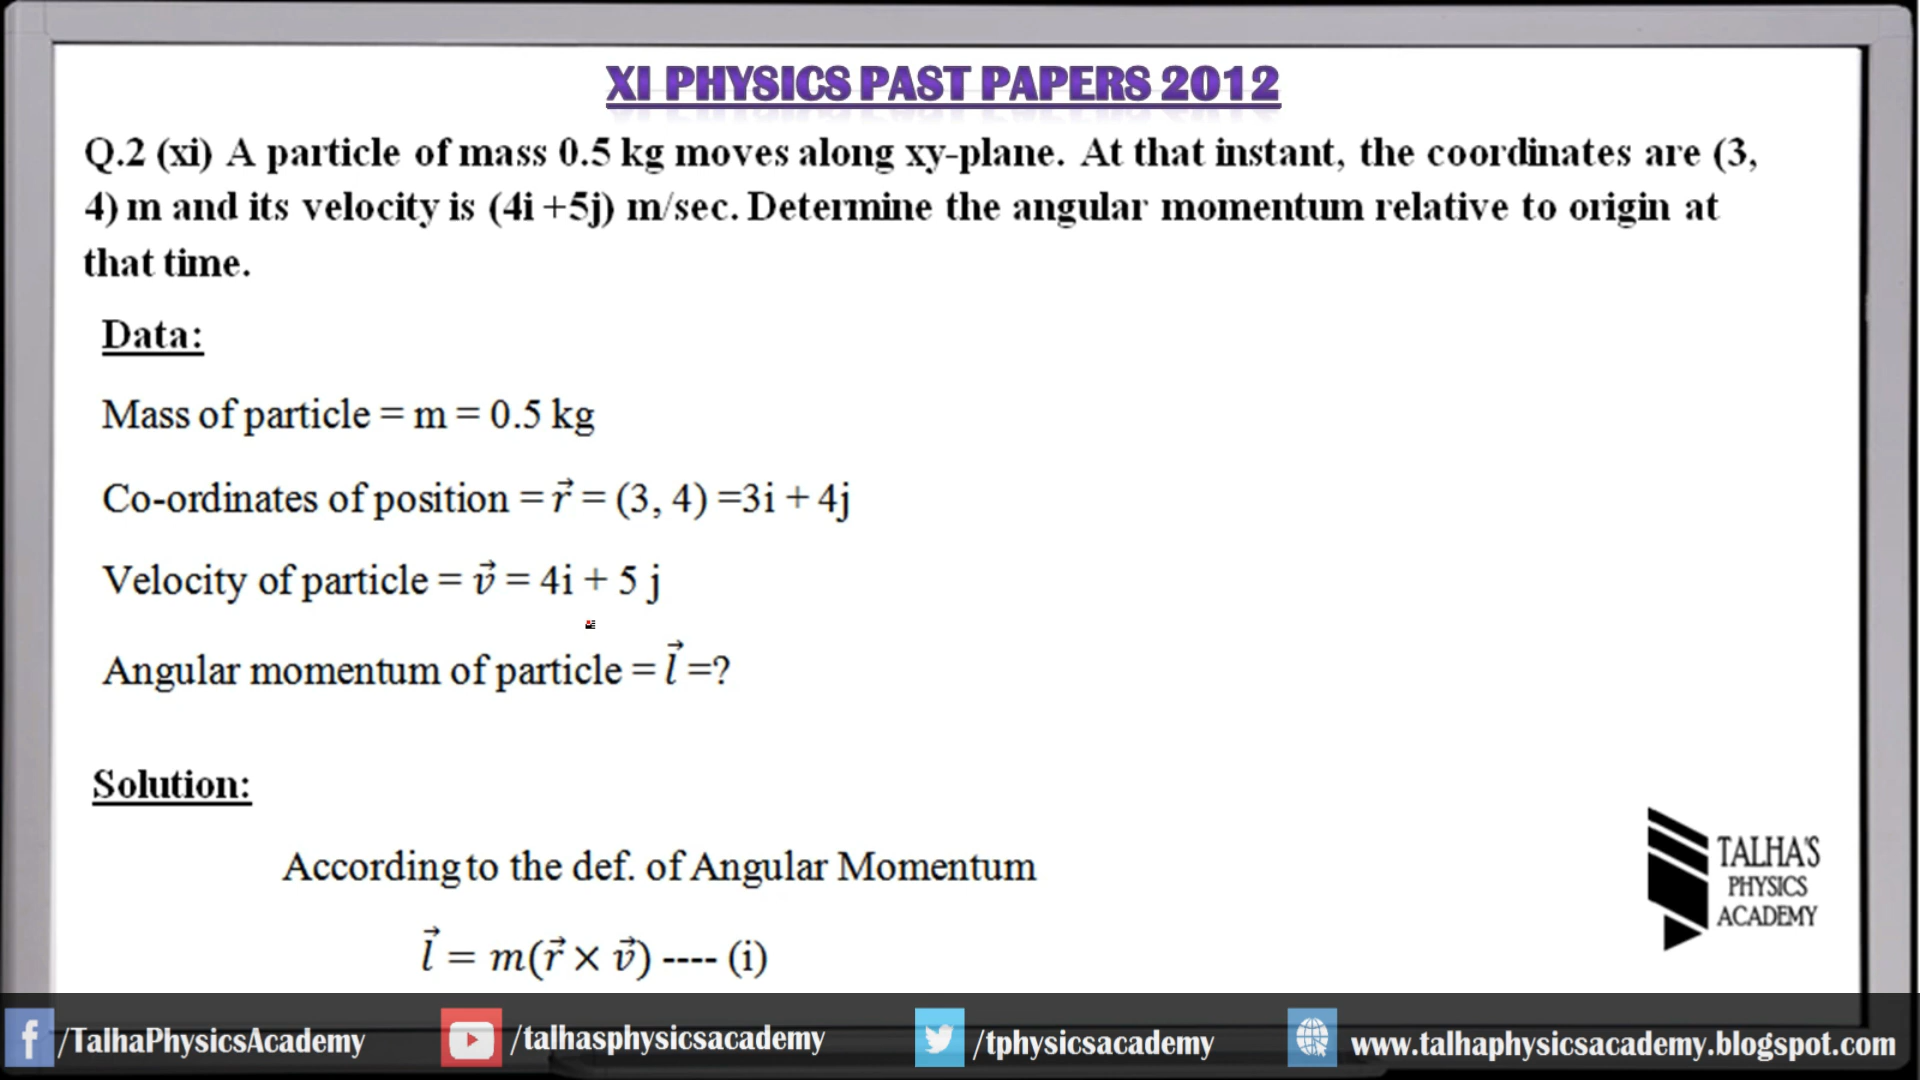 XI PHYSICS PAST PAPERS 2012
Q.2 (xi) A particle of mass 0.5 kg moves along xy-plane. At that instant, the coordinates are (3,
4) m and its velocity is (4i +5j) m/sec. Determine the angular momentum relative to origin at
that time.
Data:
Mass of particle = m = 0.5 kg
Co-ordinates of position = r⃗ = (3, 4) =3i + 4j
Velocity of particle = v⃗ = 4i + 5 j
Angular momentum of particle = l⃗ =?
Solution:
According to the def. of Angular Momentum
l⃗ = m(r⃗ × v⃗) ---- (i)
TALHA'S
PHYSICS
ACADEMY
/TalhaPhysicsAcademy
/talhasphysicsacademy
/tphysicsacademy
www.talhaphysicsacademy.blogspot.com